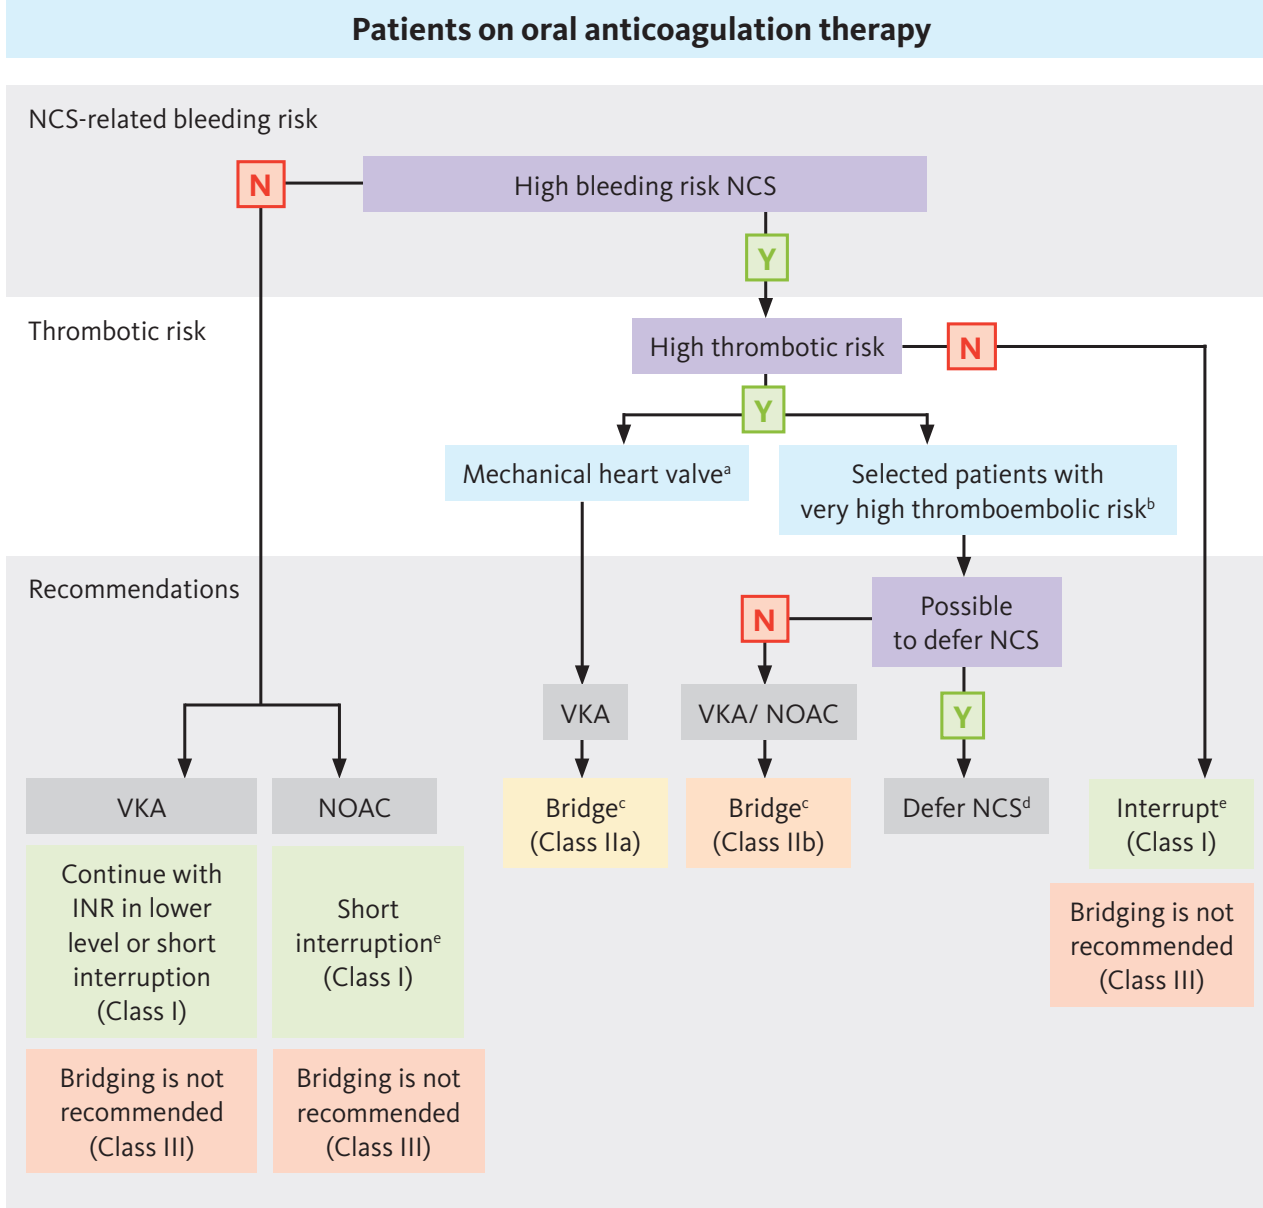 Patients on oral anticoagulation therapy
NCS-related bleeding risk
N
High bleeding risk NCS
Y
Thrombotic risk
High thrombotic risk
N
Y
Mechanical heart valveᵃ
Selected patients with
very high thromboembolic riskᵇ
Recommendations
Possible
to defer NCS
N
Y
VKA
VKA/ NOAC
VKA
NOAC
Bridgeᶜ
(Class IIa)
Bridgeᶜ
(Class IIb)
Defer NCSᵈ
Interruptᵉ
(Class I)
Continue with
INR in lower
level or short
interruption
(Class I)
Short
interruptionᵉ
(Class I)
Bridging is not
recommended
(Class III)
Bridging is not
recommended
(Class III)
Bridging is not
recommended
(Class III)